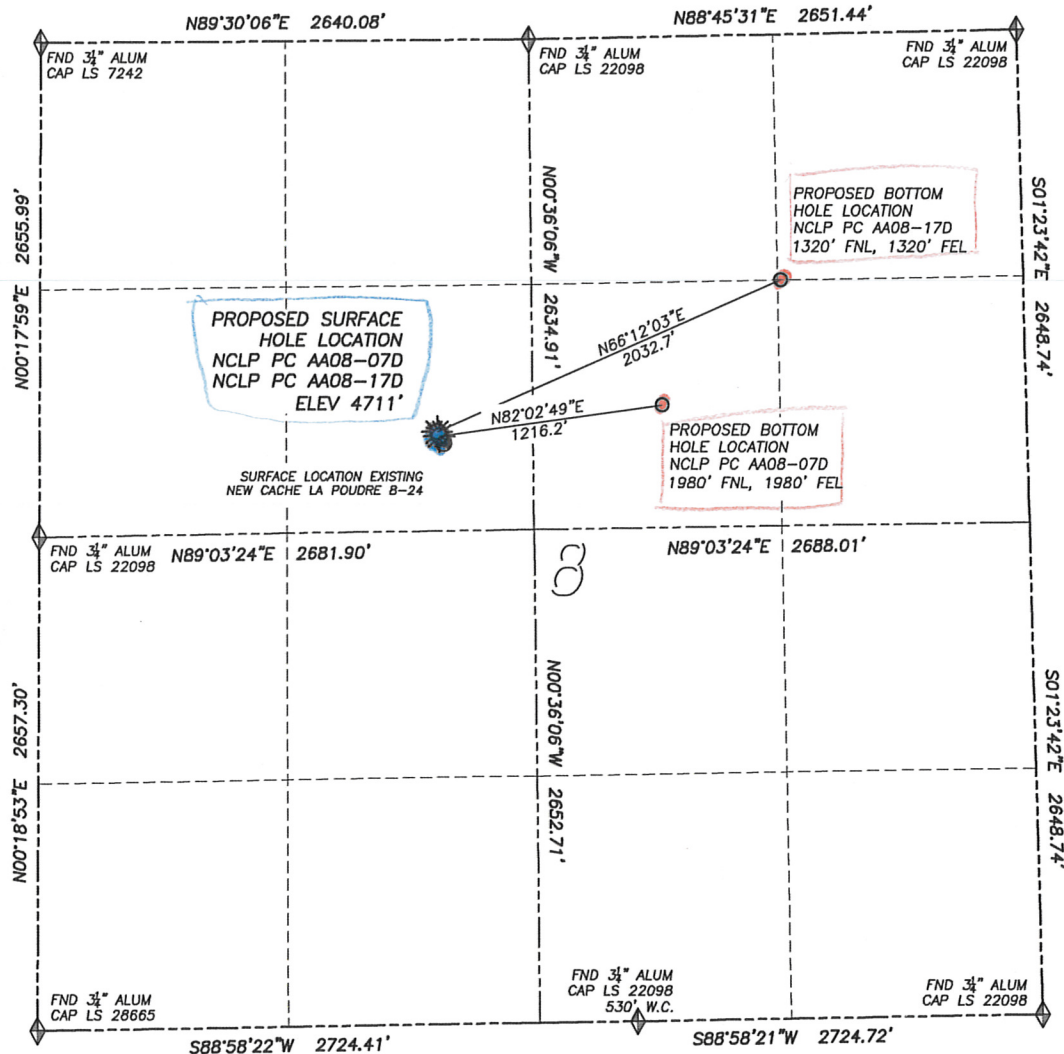 N89°30'06"E 2640.08'
N88°45'31"E 2651.44'
FND 3¼" ALUM
CAP LS 7242
FND 3¼" ALUM
CAP LS 22098
FND 3¼" ALUM
CAP LS 22098
N00°17'59"E 2655.99'
N00°36'06"W 2634.91'
S01°23'42"E 2648.74'
PROPOSED BOTTOM
HOLE LOCATION
NCLP PC AA08-17D
1320' FNL, 1320' FEL
PROPOSED SURFACE
HOLE LOCATION
NCLP PC AA08-07D
NCLP PC AA08-17D
ELEV 4711'
N66°12'03"E
2032.7'
N82°02'49"E
1216.2'
PROPOSED BOTTOM
HOLE LOCATION
NCLP PC AA08-07D
1980' FNL, 1980' FEL
SURFACE LOCATION EXISTING
NEW CACHE LA POUDRE B-24
FND 3¼" ALUM
CAP LS 22098
N89°03'24"E 2681.90'
N89°03'24"E 2688.01'
8
N00°18'53"E 2657.30'
N00°36'06"W 2652.71'
S01°23'42"E 2648.74'
FND 3¼" ALUM
CAP LS 28665
FND 3¼" ALUM
CAP LS 22098
530' W.C.
FND 3¼" ALUM
CAP LS 22098
S88°58'22"W 2724.41'
S88°58'21"W 2724.72'